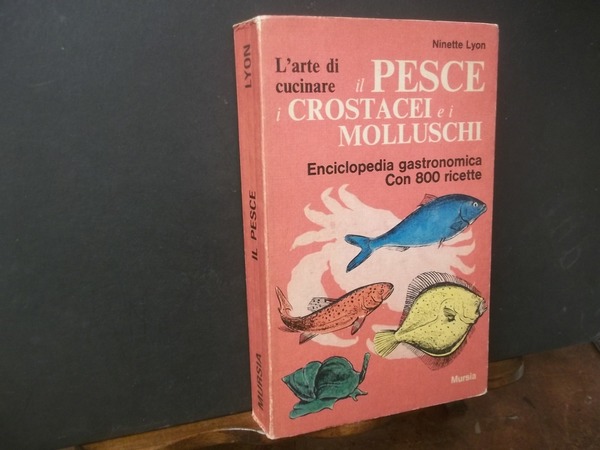 Ninette Lyon
L'arte di
cucinare il PESCE
i CROSTACEI e i
MOLLUSCHI
Enciclopedia gastronomica
Con 800 ricette
Mursia
LYON
IL PESCE
MURSIA